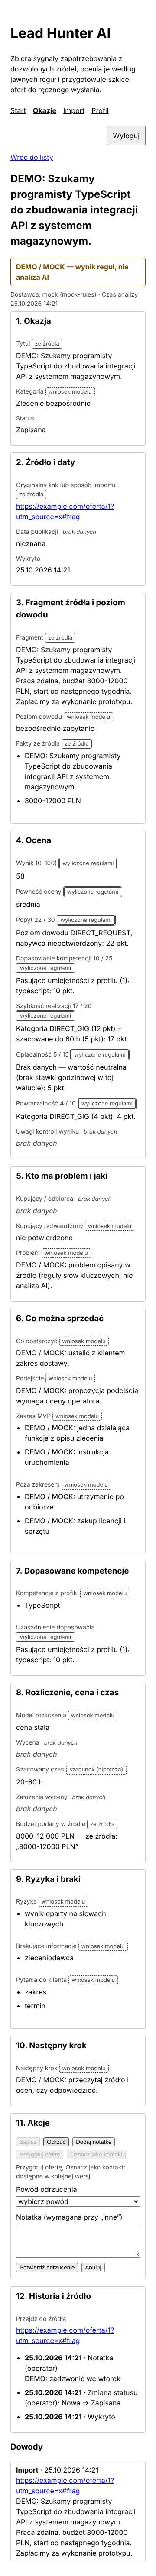 Lead Hunter AI
Zbiera sygnały zapotrzebowania z
dozwolonych źródeł, ocenia je według
jawnych reguł i przygotowuje szkice
ofert do ręcznego wysłania.
Start Okazje Import Profil
Wyloguj
Wróć do listy
DEMO: Szukamy
programisty TypeScript
do zbudowania integracji
API z systemem
magazynowym.
DEMO / MOCK — wynik reguł, nie
analiza AI
Dostawca: mock (mock-rules) · Czas analizy
25.10.2026 14:21
1. Okazja
Tytuł ze źródła
DEMO: Szukamy programisty
TypeScript do zbudowania integracji
API z systemem magazynowym.
Kategoria wniosek modelu
Zlecenie bezpośrednie
Status
Zapisana
2. Źródło i daty
Oryginalny link lub sposób importu
ze źródła
https://example.com/oferta/1?
utm_source=x#frag
Data publikacji brak danych
nieznana
Wykryto
25.10.2026 14:21
3. Fragment źródła i poziom
dowodu
Fragment ze źródła
DEMO: Szukamy programisty
TypeScript do zbudowania integracji
API z systemem magazynowym.
Praca zdalna, budżet 8000-12000
PLN, start od następnego tygodnia.
Zapłacimy za wykonanie prototypu.
Poziom dowodu wniosek modelu
bezpośrednie zapytanie
Fakty ze źródła ze źródła
DEMO: Szukamy programisty
TypeScript do zbudowania
integracji API z systemem
magazynowym.
8000-12000 PLN
4. Ocena
Wynik (0–100) wyliczone regułami
58
Pewność oceny wyliczone regułami
średnia
Popyt 22 / 30 wyliczone regułami
Poziom dowodu DIRECT_REQUEST,
nabywca niepotwierdzony: 22 pkt.
Dopasowanie kompetencji 10 / 25
wyliczone regułami
Pasujące umiejętności z profilu (1):
typescript: 10 pkt.
Szybkość realizacji 17 / 20
wyliczone regułami
Kategoria DIRECT_GIG (12 pkt) +
szacowane do 60 h (5 pkt): 17 pkt.
Opłacalność 5 / 15 wyliczone regułami
Brak danych — wartość neutralna
(brak stawki godzinowej w tej
walucie): 5 pkt.
Powtarzalność 4 / 10 wyliczone regułami
Kategoria DIRECT_GIG (4 pkt): 4 pkt.
Uwagi kontroli wyniku brak danych
brak danych
5. Kto ma problem i jaki
Kupujący / odbiorca brak danych
brak danych
Kupujący potwierdzony wniosek modelu
nie potwierdzono
Problem wniosek modelu
DEMO / MOCK: problem opisany w
źródle (reguły słów kluczowych, nie
analiza AI).
6. Co można sprzedać
Co dostarczyć wniosek modelu
DEMO / MOCK: ustalić z klientem
zakres dostawy.
Podejście wniosek modelu
DEMO / MOCK: propozycja podejścia
wymaga oceny operatora.
Zakres MVP wniosek modelu
DEMO / MOCK: jedna działająca
funkcja z opisu zlecenia
DEMO / MOCK: instrukcja
uruchomienia
Poza zakresem wniosek modelu
DEMO / MOCK: utrzymanie po
odbiorze
DEMO / MOCK: zakup licencji i
sprzętu
7. Dopasowane kompetencje
Kompetencje z profilu wniosek modelu
TypeScript
Uzasadnienie dopasowania
wyliczone regułami
Pasujące umiejętności z profilu (1):
typescript: 10 pkt.
8. Rozliczenie, cena i czas
Model rozliczenia wniosek modelu
cena stała
Wycena brak danych
brak danych
Szacowany czas szacunek (hipoteza)
20–60 h
Założenia wyceny brak danych
brak danych
Budżet podany w źródle ze źródła
8000–12 000 PLN — ze źródła:
„8000-12000 PLN”
9. Ryzyka i braki
Ryzyka wniosek modelu
wynik oparty na słowach
kluczowych
Brakujące informacje wniosek modelu
zleceniodawca
Pytania do klienta wniosek modelu
zakres
termin
10. Następny krok
Następny krok wniosek modelu
DEMO / MOCK: przeczytaj źródło i
oceń, czy odpowiedzieć.
11. Akcje
Zapisz Odrzuć Dodaj notatkę
Przygotuj ofertę Oznacz jako kontakt
Przygotuj ofertę, Oznacz jako kontakt:
dostępne w kolejnej wersji
Powód odrzucenia
wybierz powód
Notatka (wymagana przy „inne”)
Potwierdź odrzucenie Anuluj
12. Historia i źródło
Przejdź do źródła
https://example.com/oferta/1?
utm_source=x#frag
25.10.2026 14:21 · Notatka
(operator)
DEMO: zadzwonić we wtorek
25.10.2026 14:21 · Zmiana statusu
(operator): Nowa → Zapisana
25.10.2026 14:21 · Wykryto
Dowody
Import · 25.10.2026 14:21
https://example.com/oferta/1?
utm_source=x#frag
DEMO: Szukamy programisty
TypeScript do zbudowania integracji
API z systemem magazynowym.
Praca zdalna, budżet 8000-12000
PLN, start od następnego tygodnia.
Zapłacimy za wykonanie prototypu.